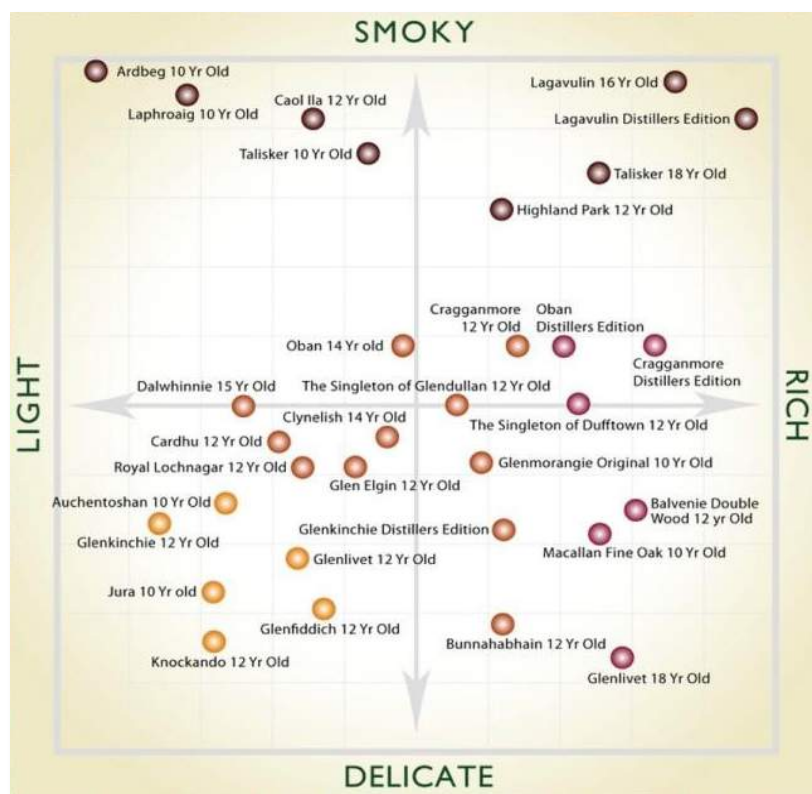 SMOKY
Ardbeg 10 Yr Old
Laphroaig 10 Yr Old
Caol Ila 12 Yr Old
Talisker 10 Yr Old
Lagavulin 16 Yr Old
Lagavulin Distillers Edition
Talisker 18 Yr Old
Highland Park 12 Yr Old
Cragganmore
12 Yr Old
Oban
Distillers Edition
Oban 14 Yr old
Cragganmore
Distillers Edition
LIGHT
RICH
Dalwhinnie 15 Yr Old
The Singleton of Glendullan 12 Yr Old
Clynelish 14 Yr Old
The Singleton of Dufftown 12 Yr Old
Cardhu 12 Yr Old
Royal Lochnagar 12 Yr Old
Glen Elgin 12 Yr Old
Glenmorangie Original 10 Yr Old
Auchentoshan 10 Yr Old
Glenkinchie 12 Yr Old
Balvenie Double
Wood 12 yr Old
Glenkinchie Distillers Edition
Macallan Fine Oak 10 Yr Old
Glenlivet 12 Yr Old
Jura 10 Yr old
Glenfiddich 12 Yr Old
Knockando 12 Yr Old
Bunnahabhain 12 Yr Old
Glenlivet 18 Yr Old
DELICATE